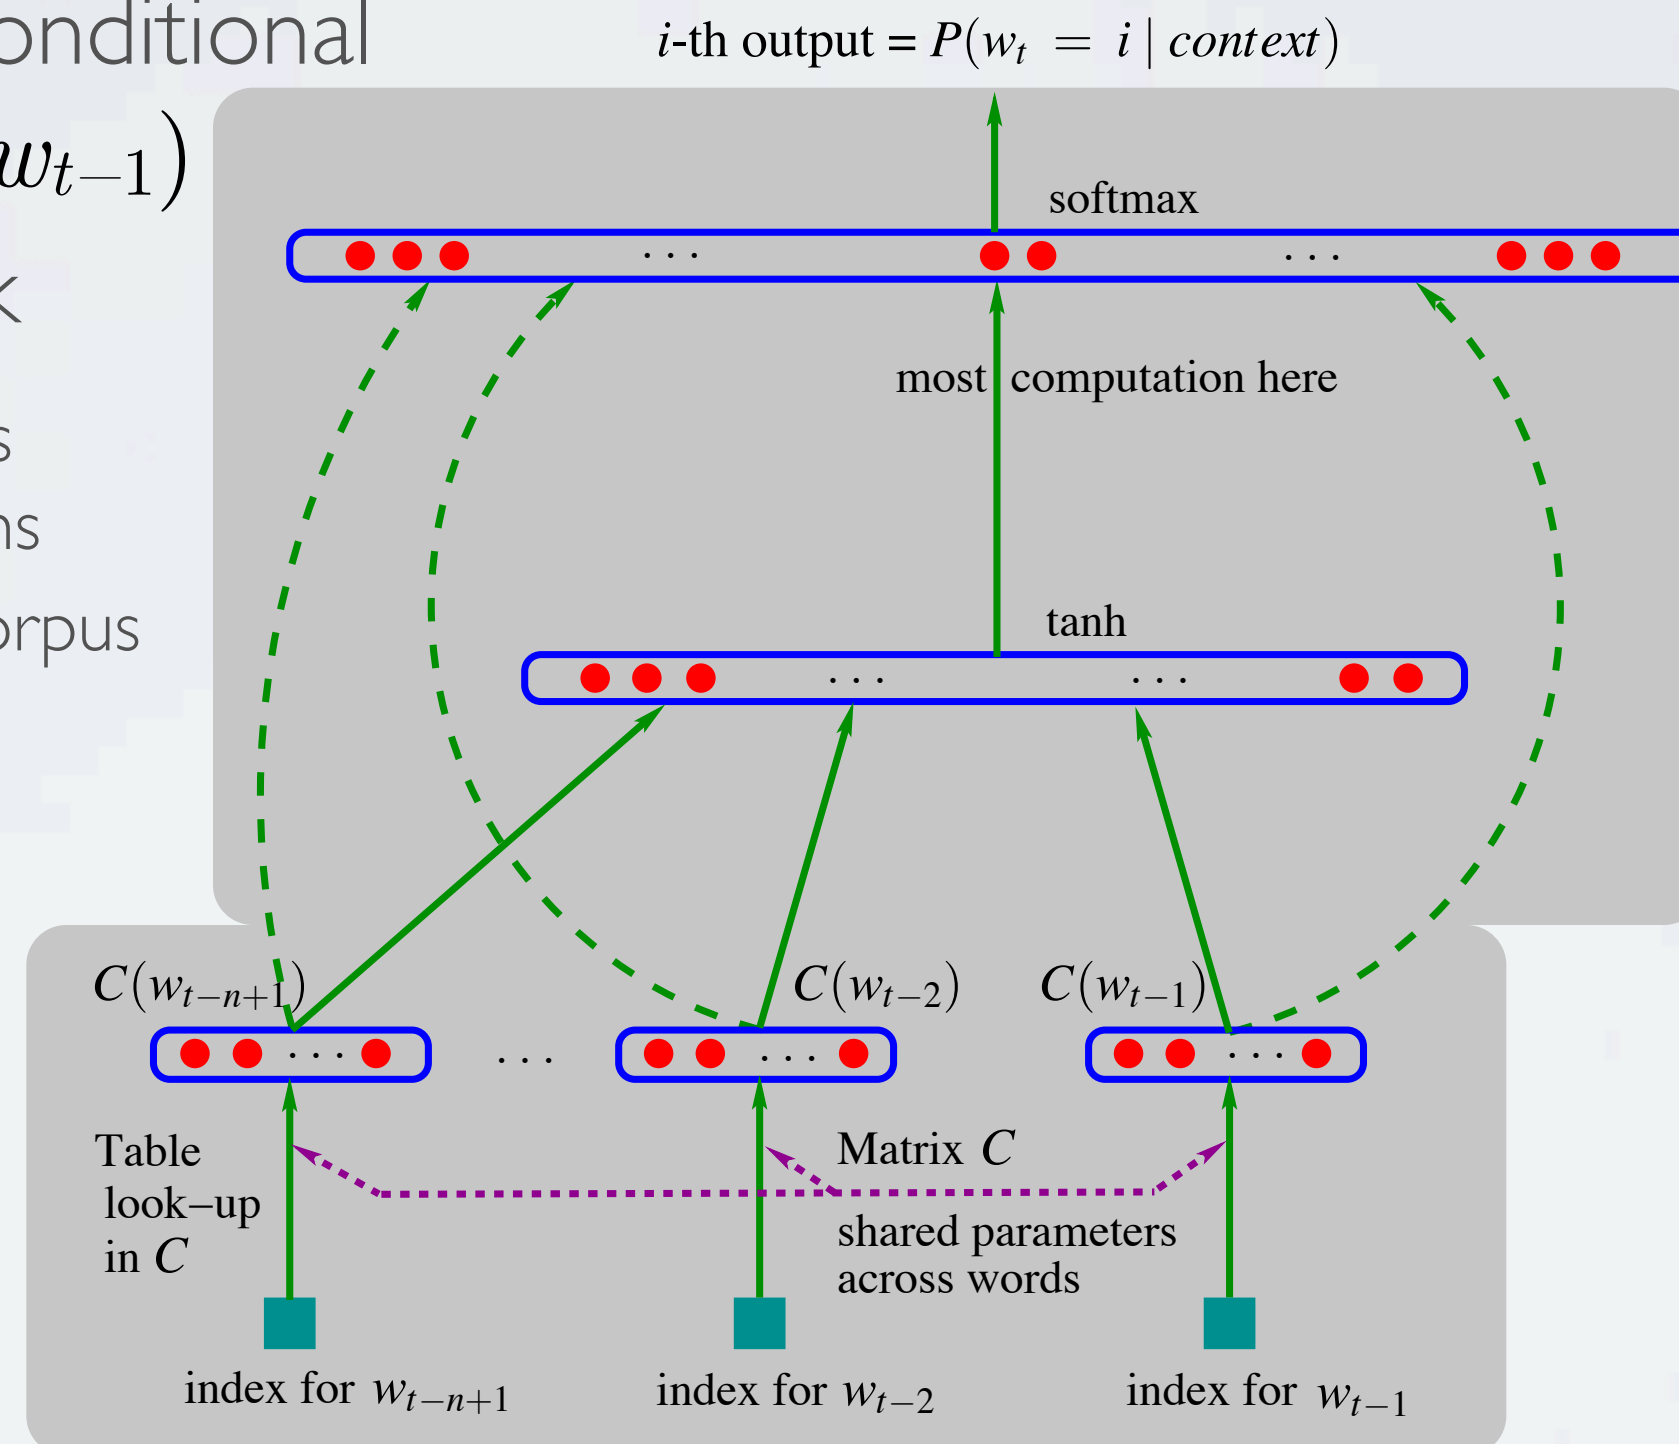 onditional
i-th output = P(w_t = i | context)
w_{t−1})
softmax
· · ·
· · ·
K
most computation here
s
ns
tanh
orpus
· · ·
· · ·
C(w_{t−n+1})
C(w_{t−2})
C(w_{t−1})
· · ·
· · ·
· · ·
· · ·
Table
look−up
in C
Matrix C
shared parameters
across words
index for w_{t−n+1}
index for w_{t−2}
index for w_{t−1}